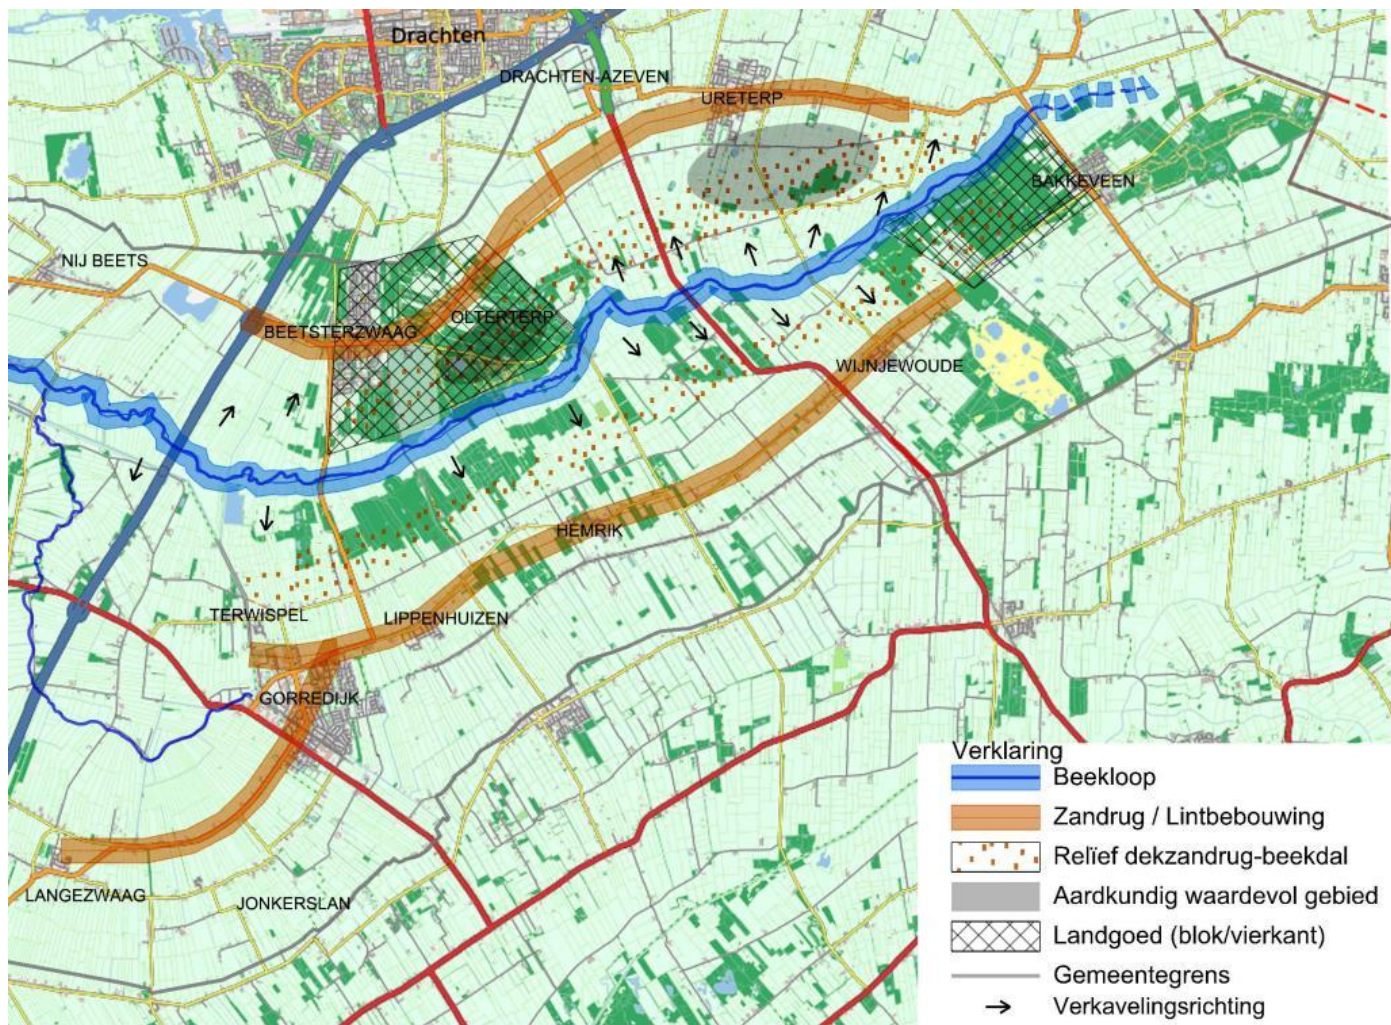 Drachten
DRACHTEN-AZEVEN
URETERP
BAKKEVEEN
NIJ BEETS
BEETSTERZWAAG
OLTERTERP
WIJNJEWOUDE
HEMRIK
TERWISPEL
LIPPENHUIZEN
GORREDIJK
LANGEZWAAG
JONKERSLAN
Verklaring
Beekloop
Zandrug / Lintbebouwing
Relïef dekzandrug-beekdal
Aardkundig waardevol gebied
Landgoed (blok/vierkant)
Gemeentegrens
Verkavelingsrichting